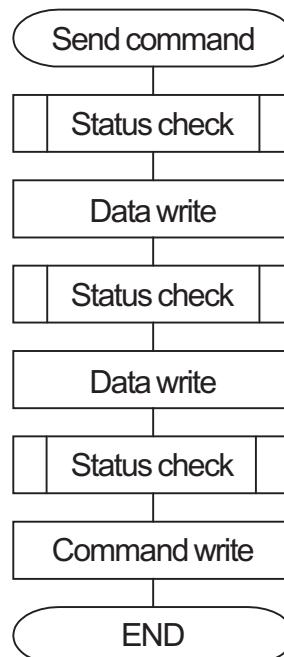 Send command
Status check
Data write
Status check
Data write
Status check
Command write
END